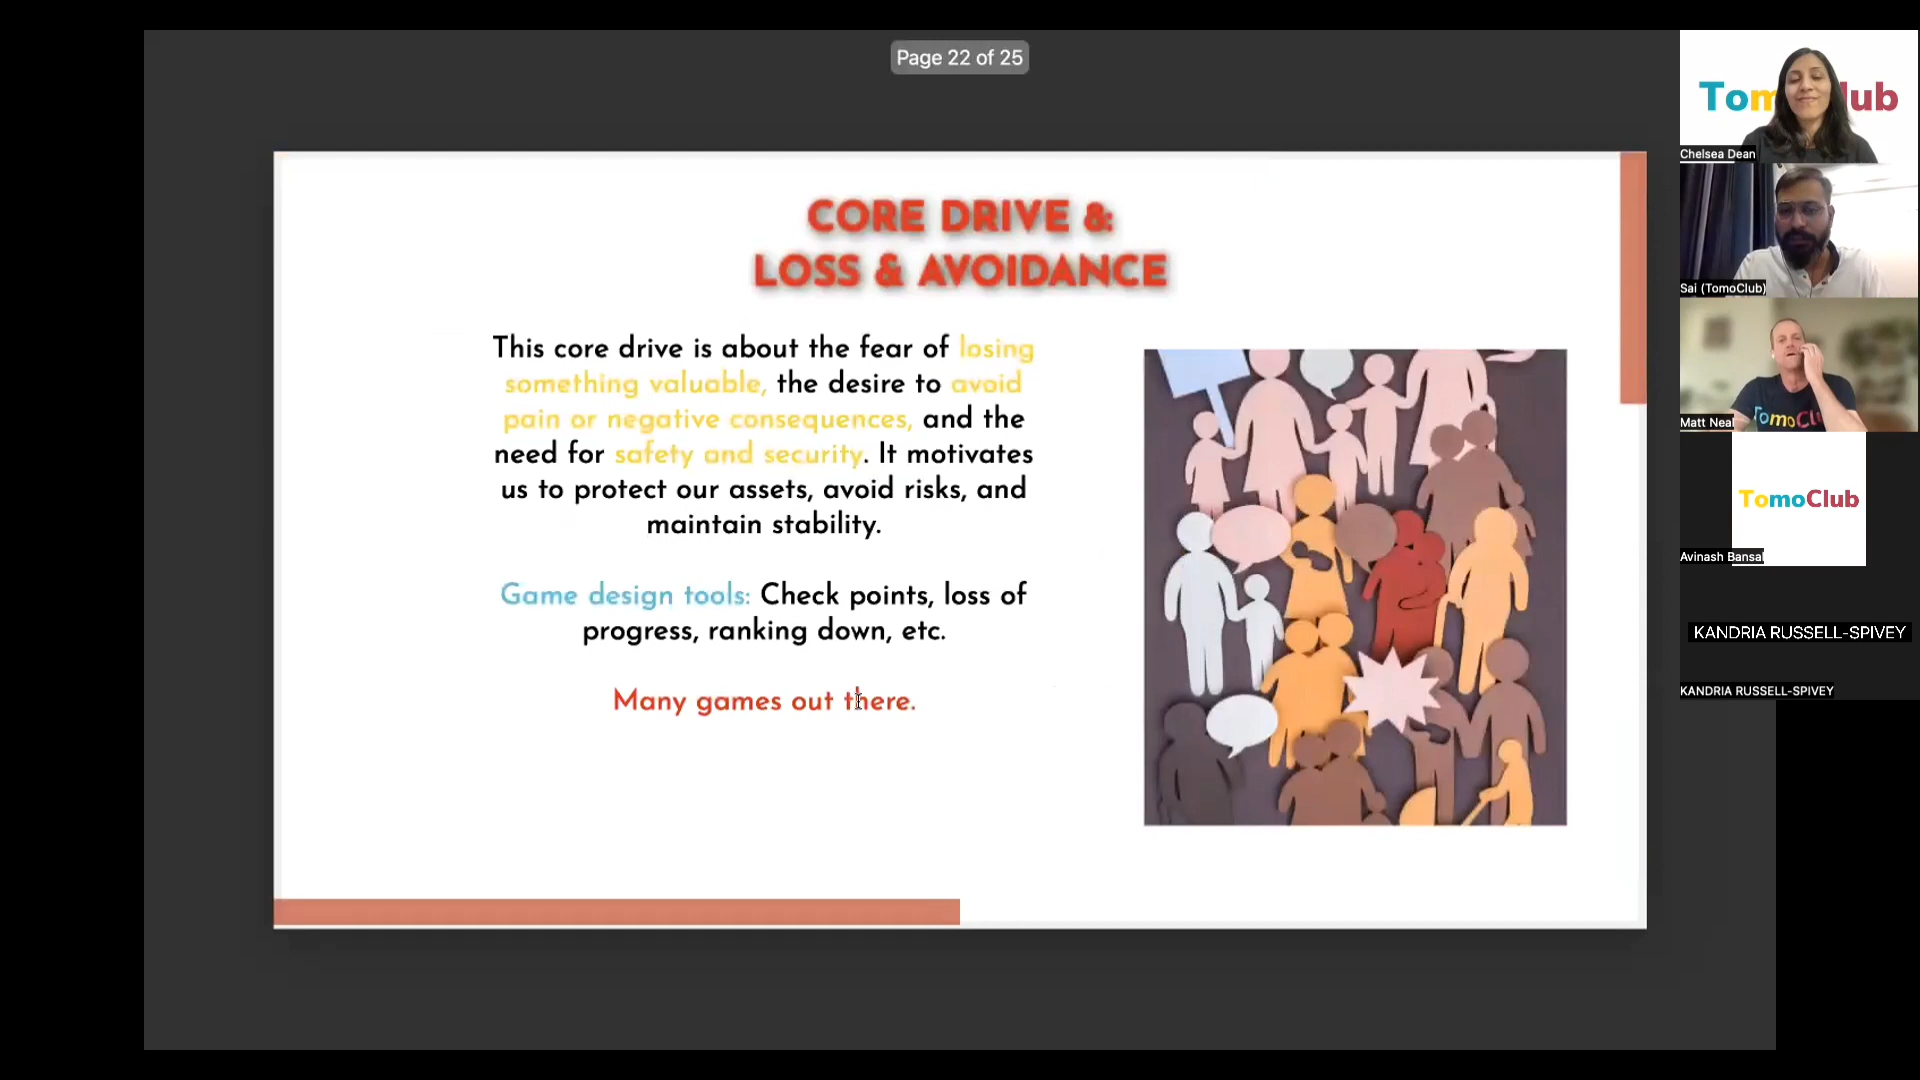 Page 22 of 25
CORE DRIVE &:
LOSS & AVOIDANCE
This core drive is about the fear of losing
something valuable, the desire to avoid
pain or negative consequences, and the
need for safety and security. It motivates
us to protect our assets, avoid risks, and
maintain stability.
Game design tools: Check points, loss of
progress, ranking down, etc.
Many games out there.
Tom lub
Chelsea Dean
Sai (TomoClub)
TomoCl
Matt Neal
TomoClub
Avinash Bansal
KANDRIA RUSSELL-SPIVEY
KANDRIA RUSSELL-SPIVEY